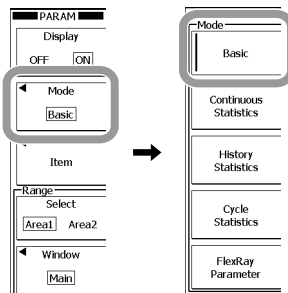 PARAM
Display
OFF ON
Mode
Basic
Item
Range
Select
Area1 Area2
Window
Main
Mode
Basic
Continuous
Statistics
History
Statistics
Cycle
Statistics
FlexRay
Parameter